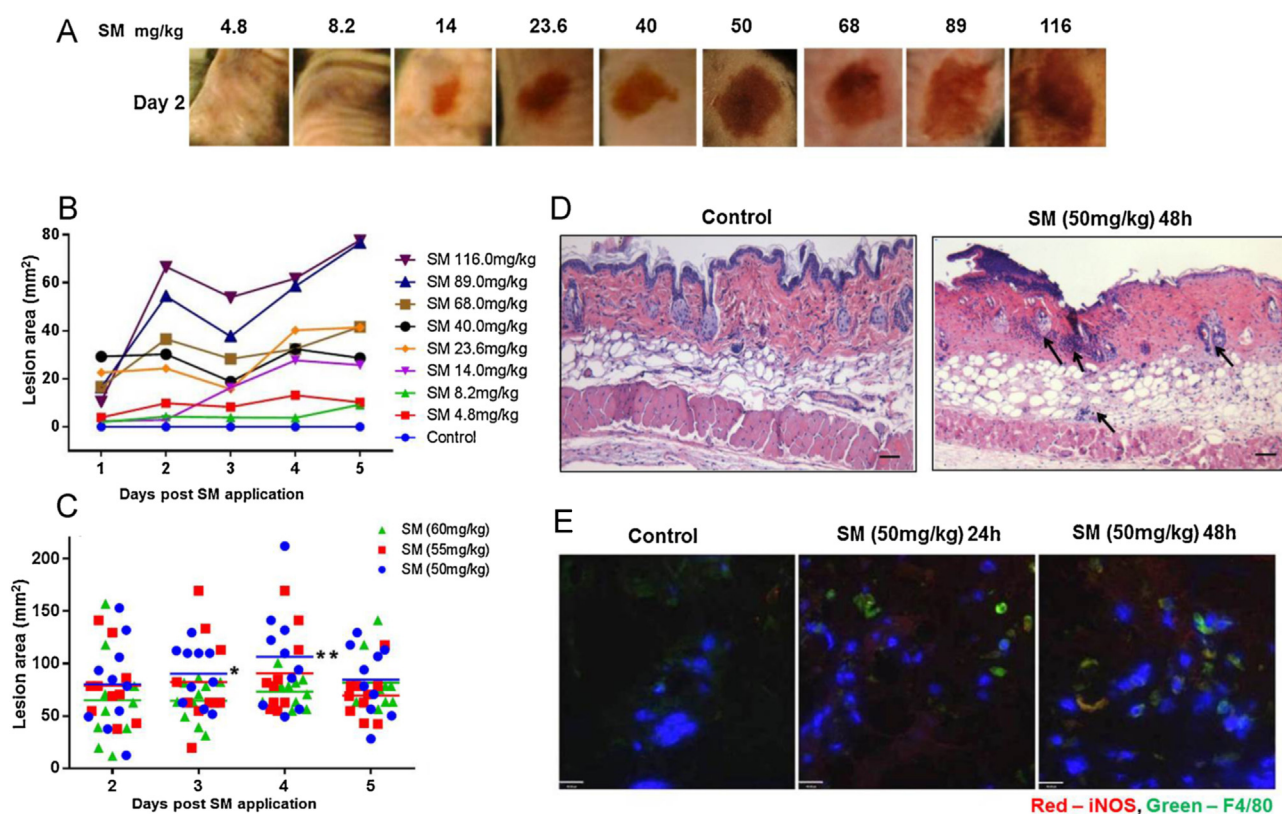 A SM mg/kg 4.8 8.2 14 23.6 40 50 68 89 116
Day 2
B
Lesion area (mm²)
80
60
40
20
0
1 2 3 4 5
Days post SM application
SM 116.0mg/kg
SM 89.0mg/kg
SM 68.0mg/kg
SM 40.0mg/kg
SM 23.6mg/kg
SM 14.0mg/kg
SM 8.2mg/kg
SM 4.8mg/kg
Control
C
Lesion area (mm²)
200
150
100
50
0
2 3 4 5
Days post SM application
SM (60mg/kg)
SM (55mg/kg)
SM (50mg/kg)
*
**
D
Control SM (50mg/kg) 48h
E
Control SM (50mg/kg) 24h SM (50mg/kg) 48h
Red – iNOS, Green – F4/80